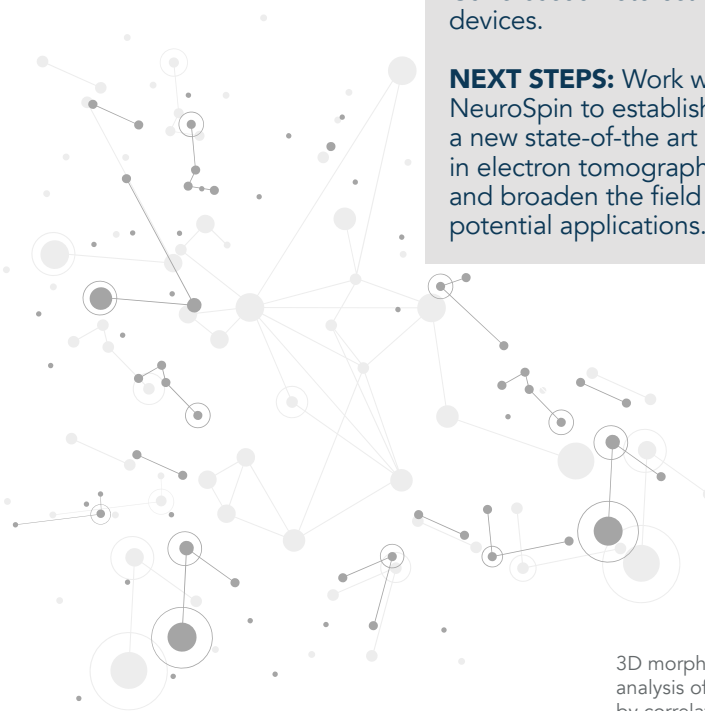 devices.
NEXT STEPS: Work w
NeuroSpin to establish
a new state-of-the art
in electron tomograph
and broaden the field
potential applications.
3D morph
analysis of